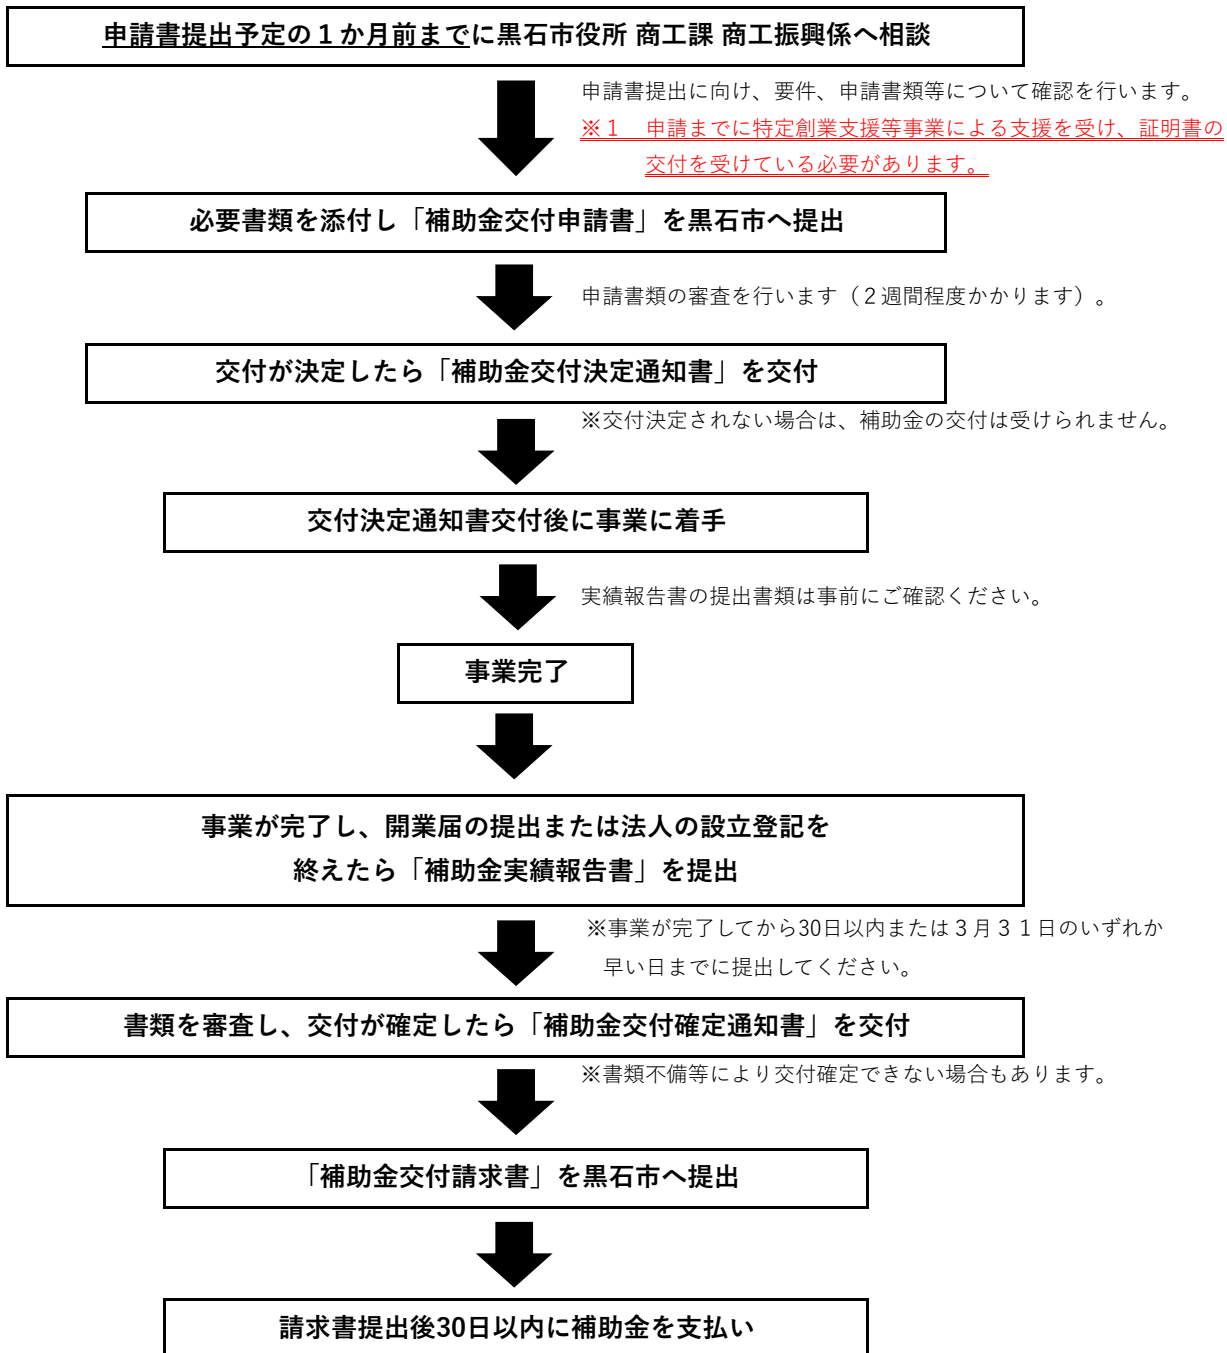 申請書提出予定の１か月前までに黒石市役所 商工課 商工振興係へ相談
申請書提出に向け、要件、申請書類等について確認を行います。
※１　申請までに特定創業支援等事業による支援を受け、証明書の
交付を受けている必要があります。
必要書類を添付し「補助金交付申請書」を黒石市へ提出
申請書類の審査を行います（２週間程度かかります）。
交付が決定したら「補助金交付決定通知書」を交付
※交付決定されない場合は、補助金の交付は受けられません。
交付決定通知書交付後に事業に着手
実績報告書の提出書類は事前にご確認ください。
事業完了
事業が完了し、開業届の提出または法人の設立登記を
終えたら「補助金実績報告書」を提出
※事業が完了してから30日以内または３月３１日のいずれか
早い日までに提出してください。
書類を審査し、交付が確定したら「補助金交付確定通知書」を交付
※書類不備等により交付確定できない場合もあります。
「補助金交付請求書」を黒石市へ提出
請求書提出後30日以内に補助金を支払い